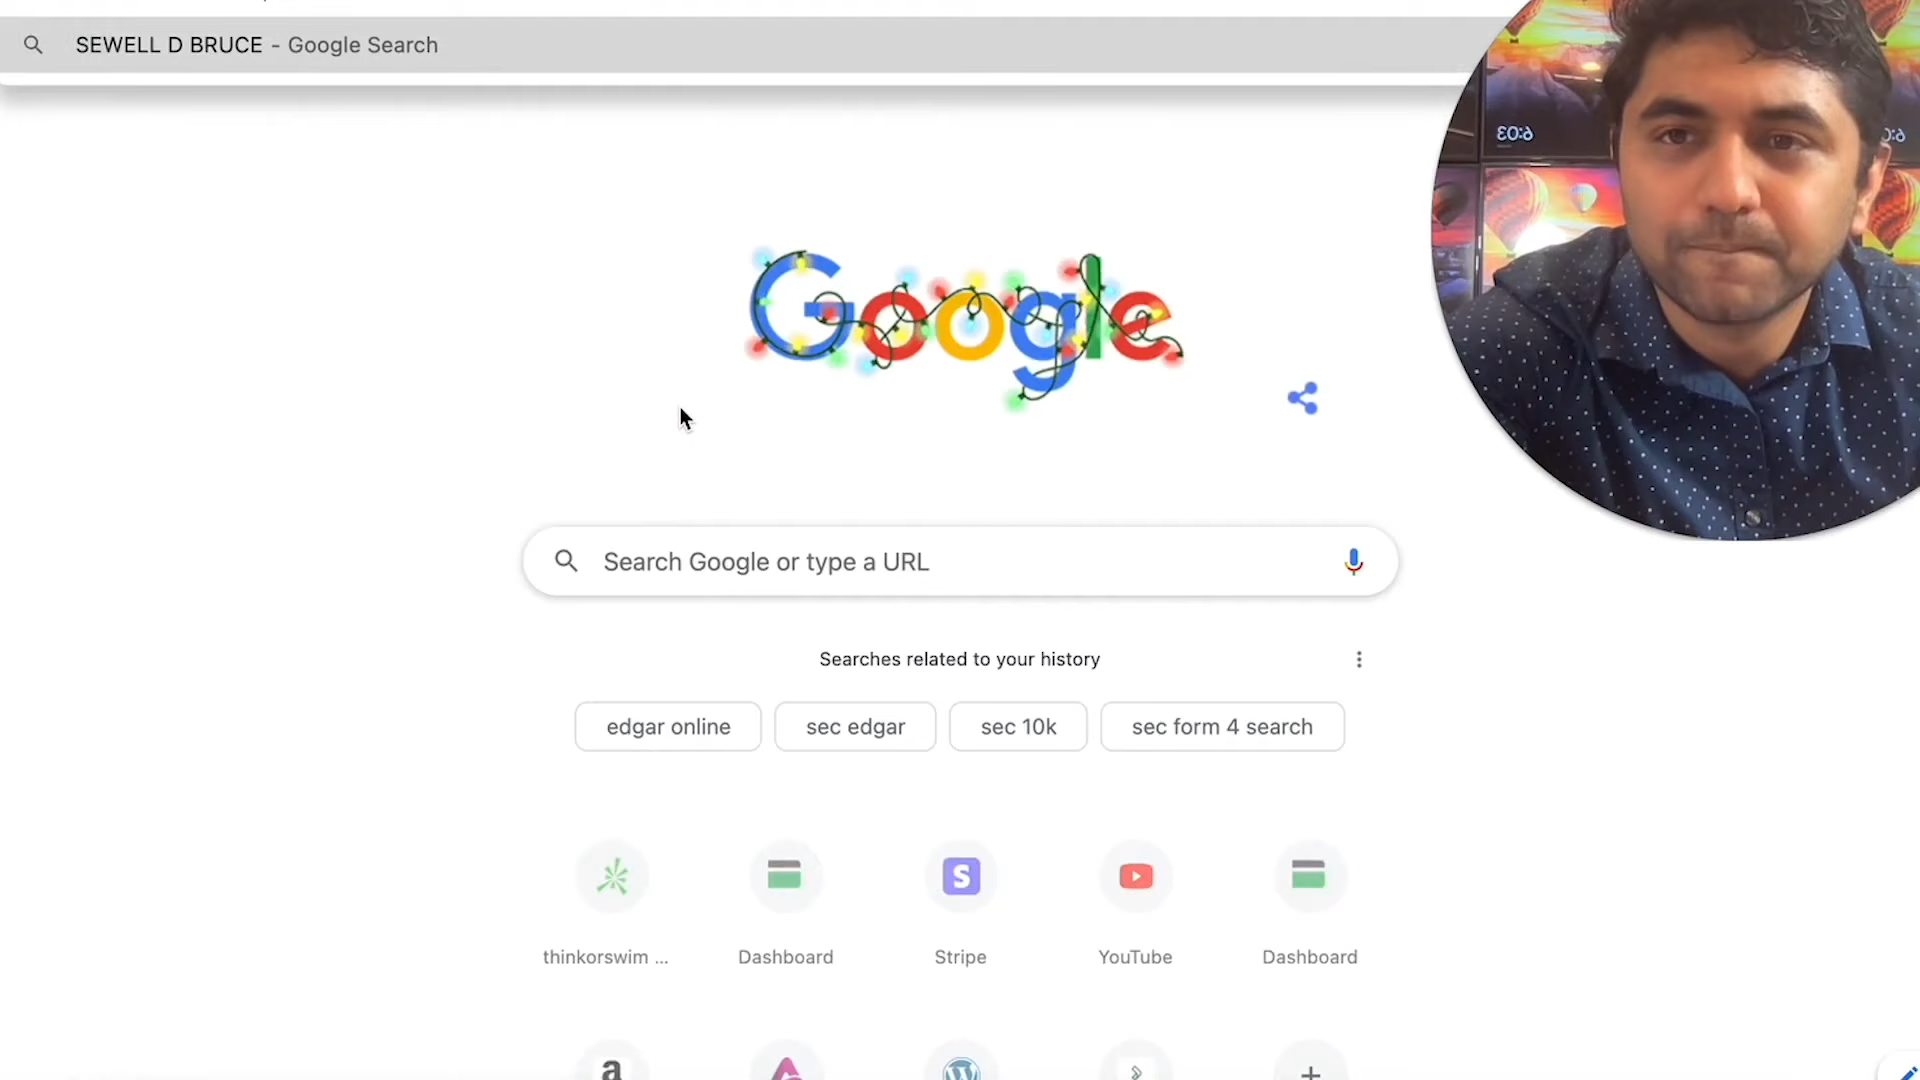 SEWELL D BRUCE - Google Search
Google
Search Google or type a URL
Searches related to your history
edgar online
sec edgar
sec 10k
sec form 4 search
S
thinkorswim ...
Dashboard
Stripe
YouTube
Dashboard
a